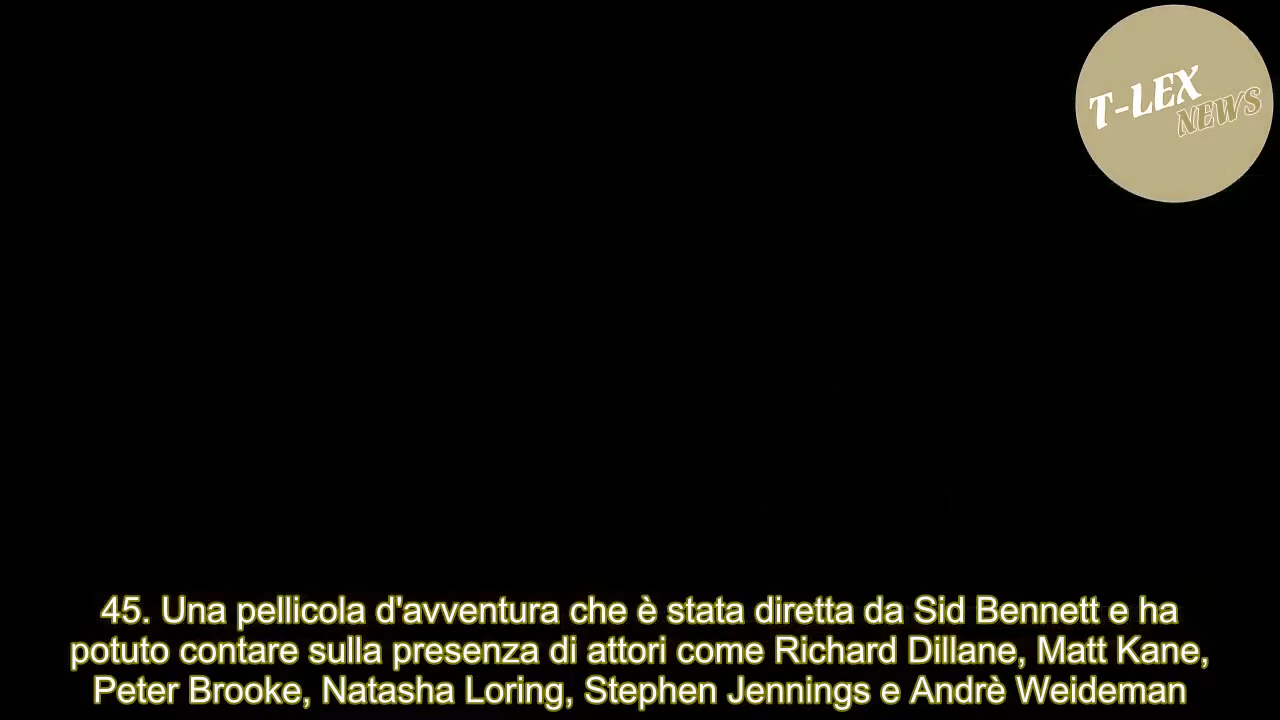 T-LEX
NEWS
45. Una pellicola d'avventura che è stata diretta da Sid Bennett e ha
potuto contare sulla presenza di attori come Richard Dillane, Matt Kane,
Peter Brooke, Natasha Loring, Stephen Jennings e Andrè Weideman